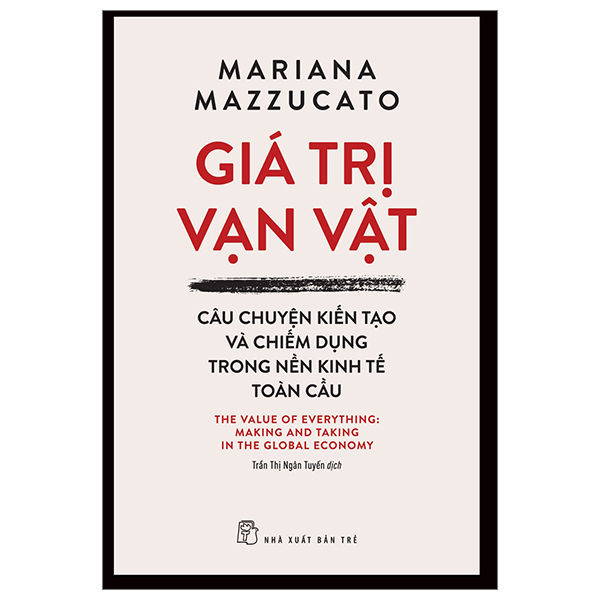 MARIANA
MAZZUCATO
GIÁ TRỊ
VẠN VẬT
CÂU CHUYỆN KIẾN TẠO
VÀ CHIẾM DỤNG
TRONG NỀN KINH TẾ
TOÀN CẦU
THE VALUE OF EVERYTHING:
MAKING AND TAKING
IN THE GLOBAL ECONOMY
Trần Thị Ngân Tuyến dịch
NHÀ XUẤT BẢN TRẺ